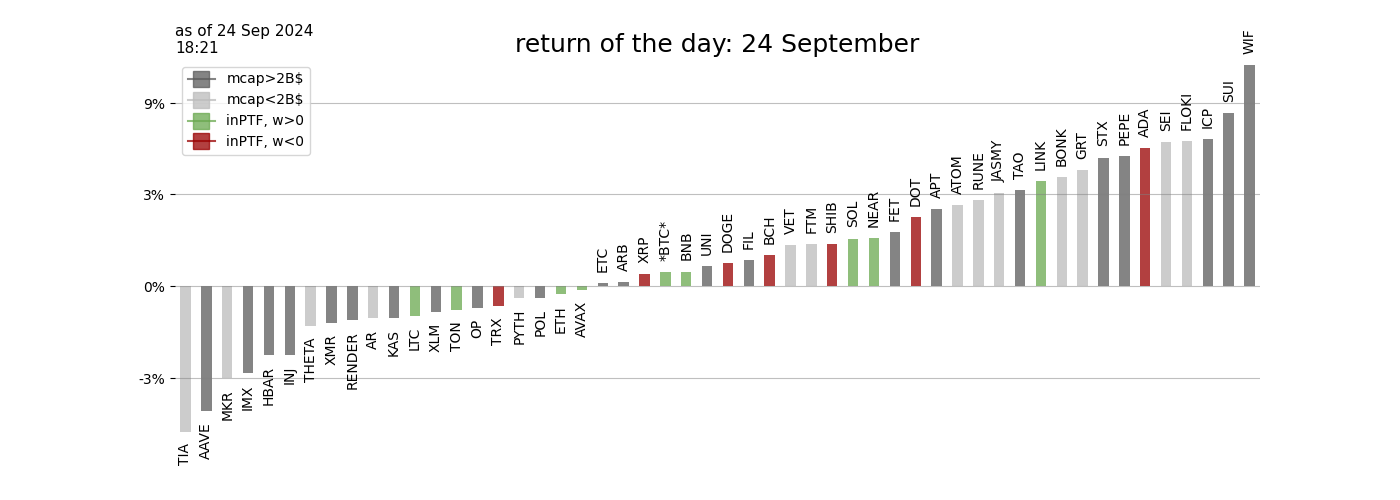 as of 24 Sep 2024
18:21
return of the day: 24 September
mcap>2B$
mcap<2B$
inPTF, w>0
inPTF, w<0
9%
3%
0%
-3%
TIA
AAVE
MKR
IMX
HBAR
INJ
THETA
XMR
RENDER
AR
KAS
LTC
XLM
TON
OP
TRX
PYTH
POL
ETH
AVAX
ETC
ARB
XRP
*BTC*
BNB
UNI
DOGE
FIL
BCH
VET
FTM
SHIB
SOL
NEAR
FET
DOT
APT
ATOM
RUNE
JASMY
TAO
LINK
BONK
GRT
STX
PEPE
ADA
SEI
FLOKI
ICP
SUI
WIF